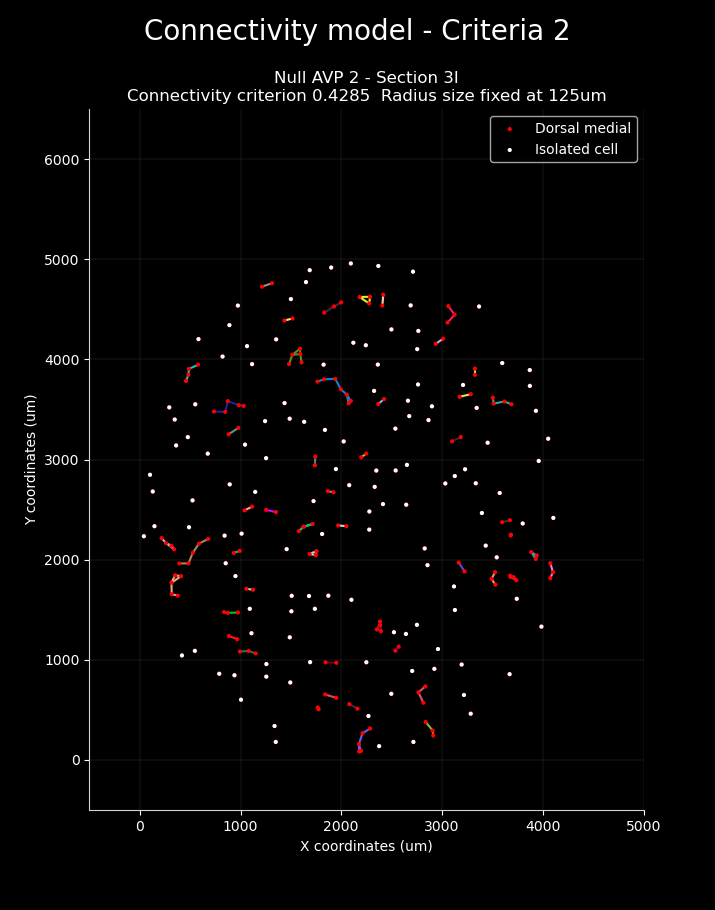 Connectivity model - Criteria 2
Null AVP 2 - Section 3l
Connectivity criterion 0.4285  Radius size fixed at 125um
Dorsal medial
Isolated cell
6000
5000
4000
3000
2000
1000
0
Y coordinates (um)
0
1000
2000
3000
4000
5000
X coordinates (um)